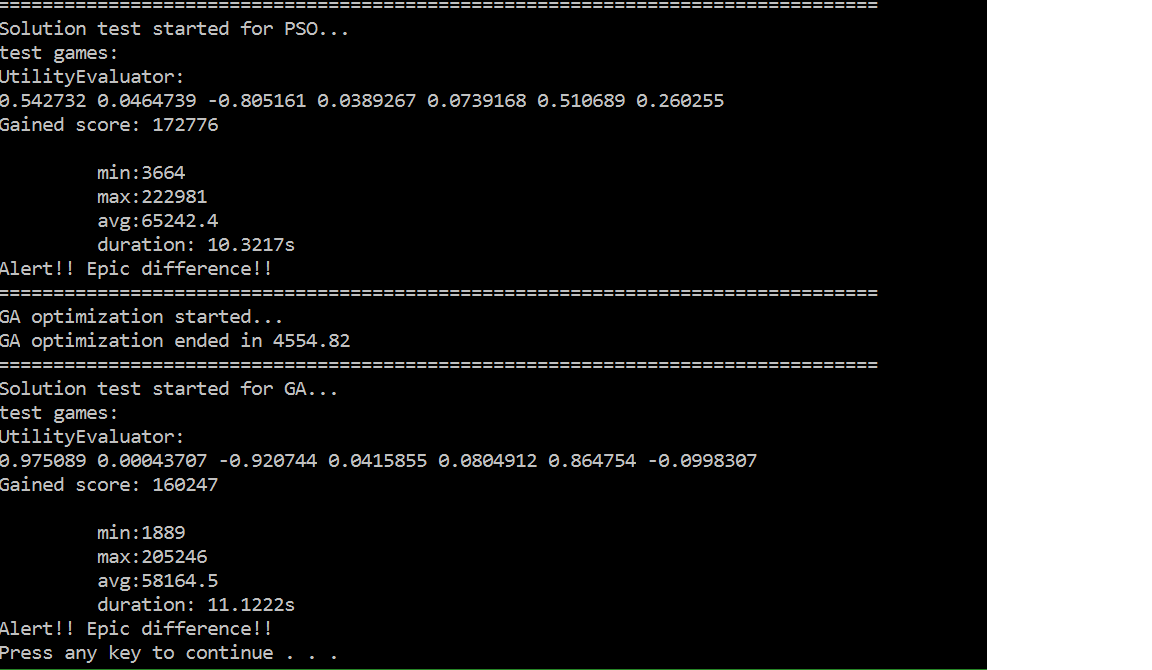 ================================================================================
Solution test started for PSO...
test games:
UtilityEvaluator:
0.542732 0.0464739 -0.805161 0.0389267 0.0739168 0.510689 0.260255
Gained score: 172776
min:3664
max:222981
avg:65242.4
duration: 10.3217s
Alert!! Epic difference!!
================================================================================
GA optimization started...
GA optimization ended in 4554.82
================================================================================
Solution test started for GA...
test games:
UtilityEvaluator:
0.975089 0.00043707 -0.920744 0.0415855 0.0804912 0.864754 -0.0998307
Gained score: 160247
min:1889
max:205246
avg:58164.5
duration: 11.1222s
Alert!! Epic difference!!
Press any key to continue . . .